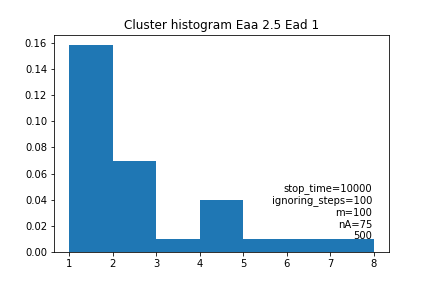 Cluster histogram Eaa 2.5 Ead 1
0.16
0.14
0.12
0.10
0.08
0.06
0.04
0.02
0.00
stop_time=10000
ignoring_steps=100
m=100
nA=75
500
1 2 3 4 5 6 7 8